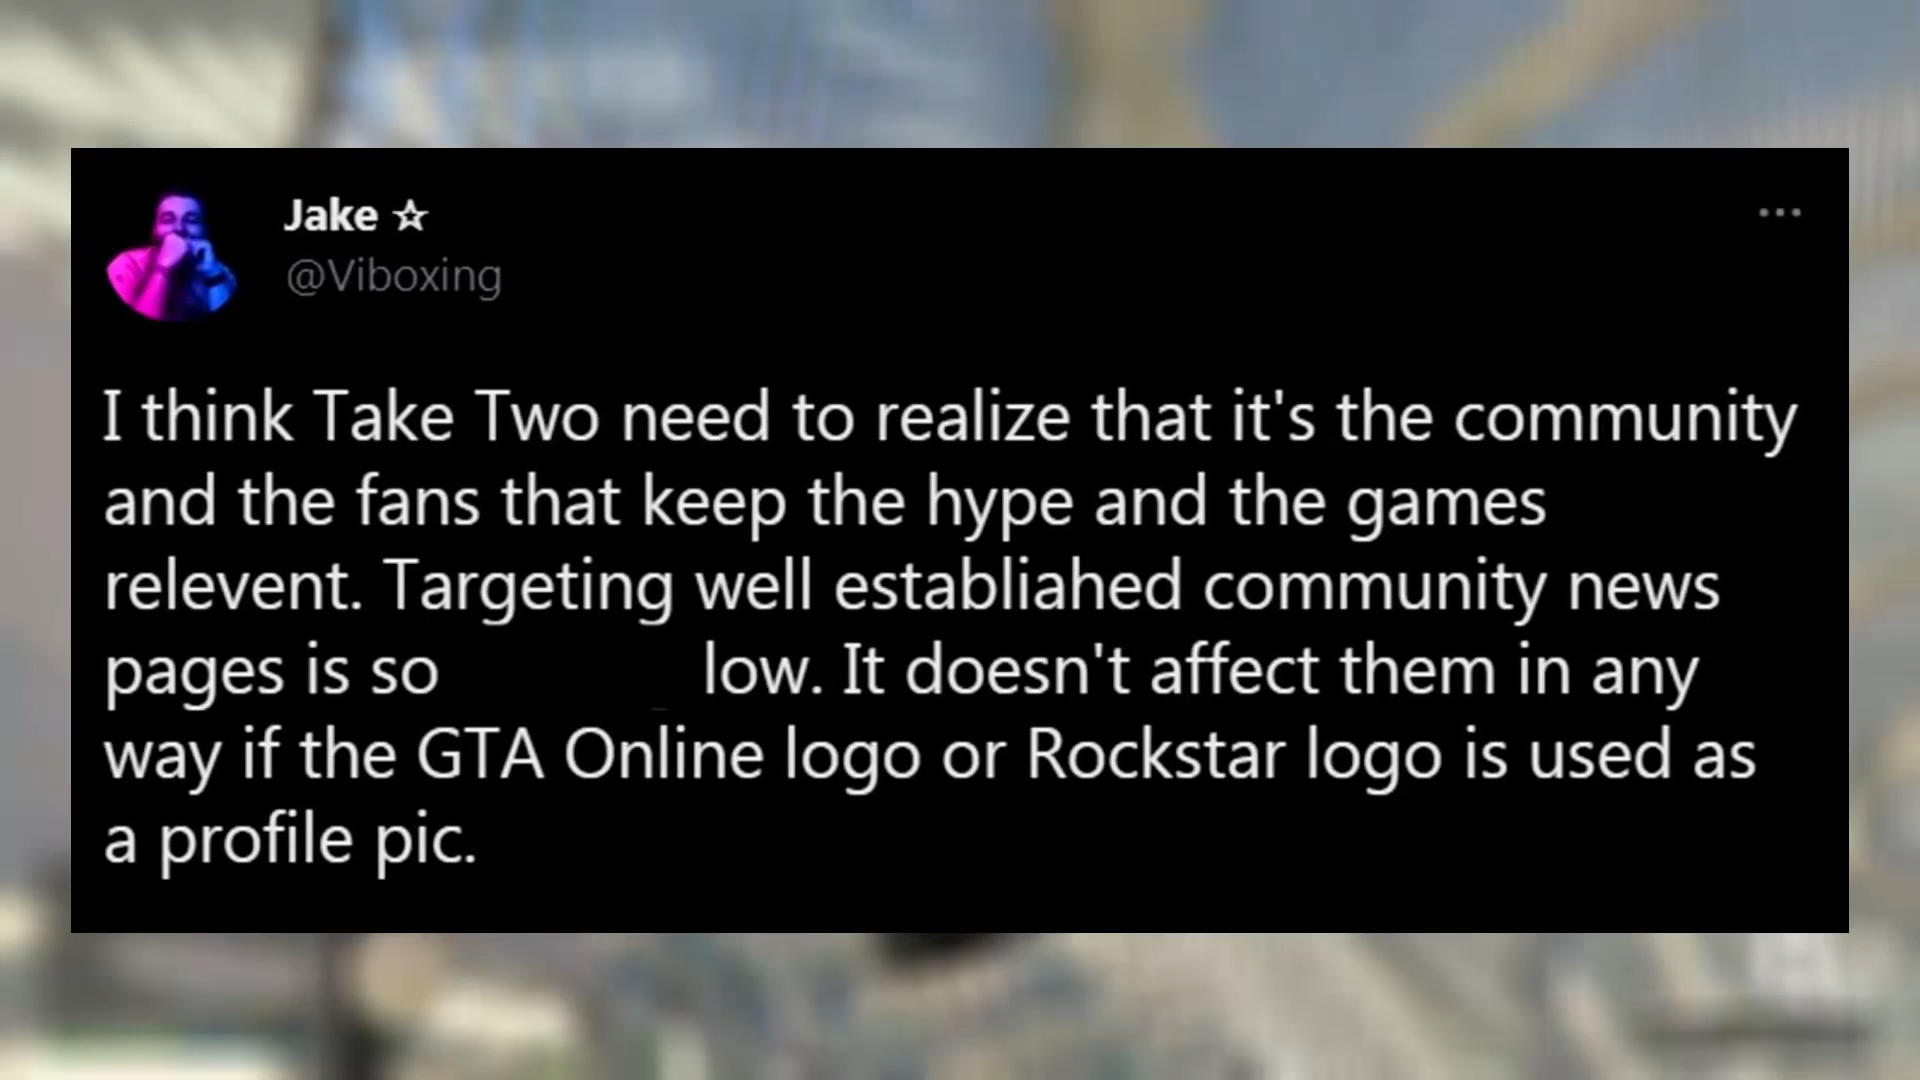 Jake ☆
@Viboxing
I think Take Two need to realize that it's the community
and the fans that keep the hype and the games
relevent. Targeting well establiahed community news
pages is so low. It doesn't affect them in any
way if the GTA Online logo or Rockstar logo is used as
a profile pic.